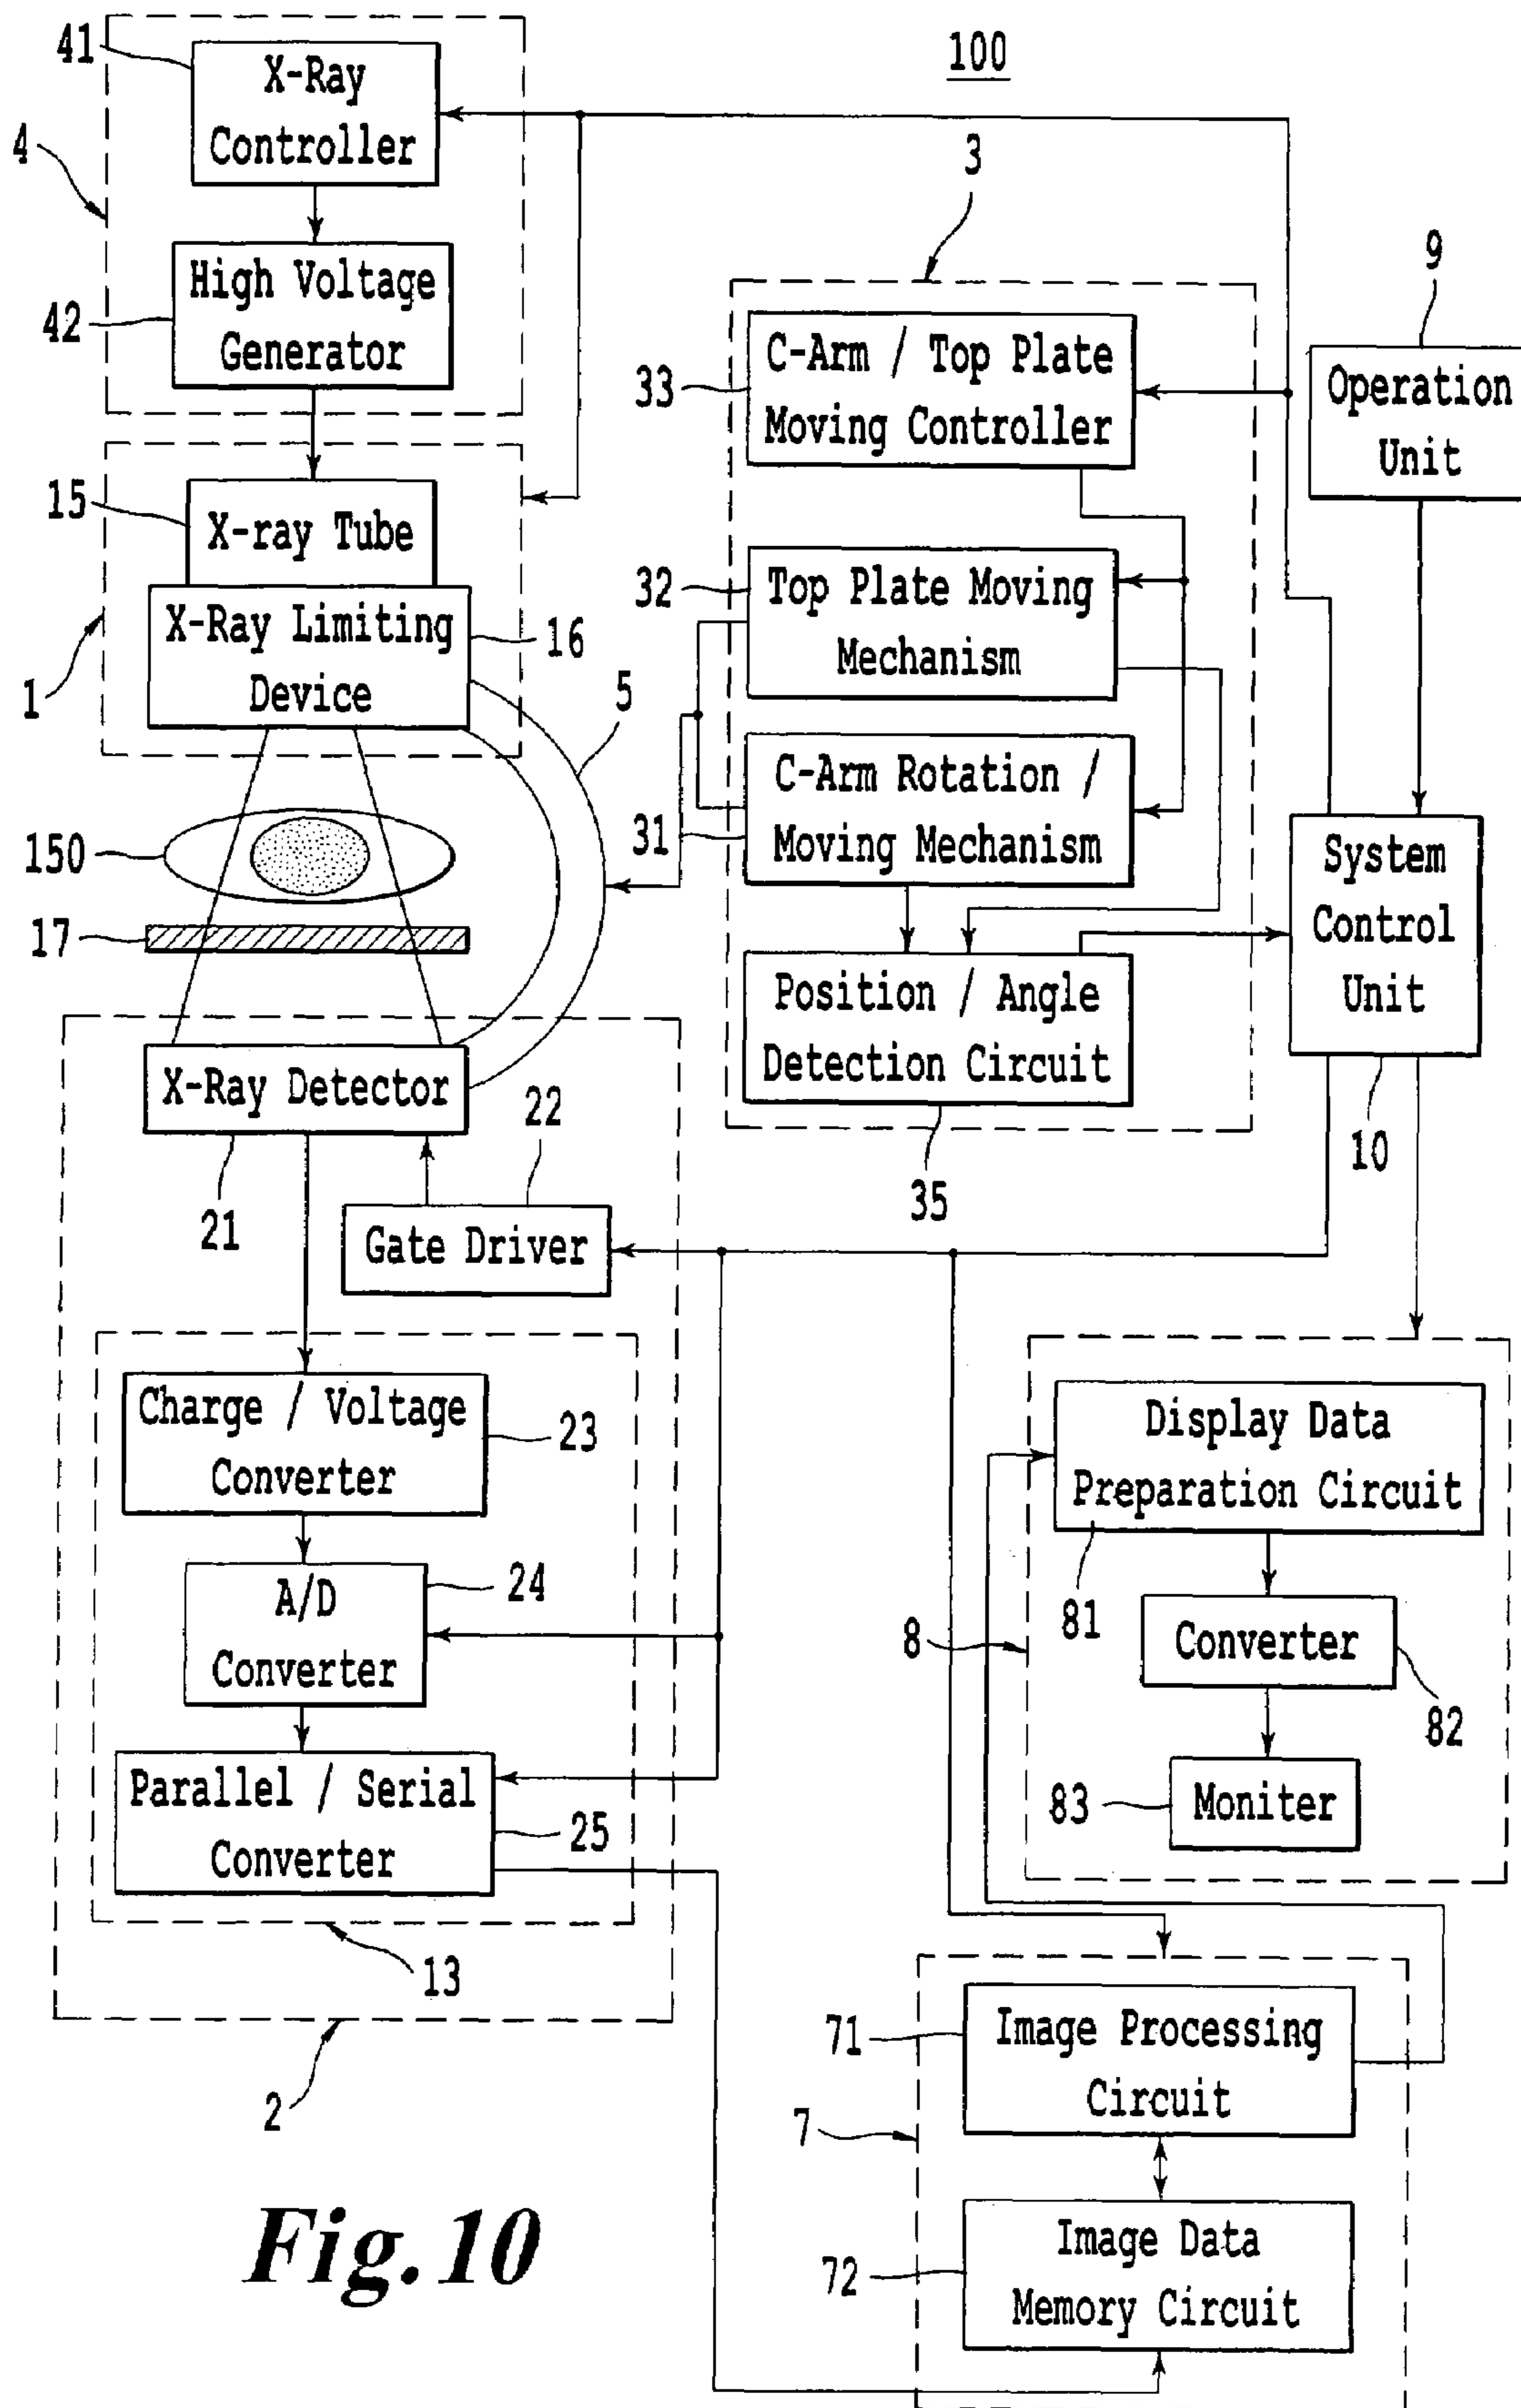 41
X-Ray
Controller
100
4
3
High Voltage
Generator
42
9
C-Arm / Top Plate
Moving Controller
33
Operation
Unit
15
X-ray Tube
32
Top Plate Moving
Mechanism
X-Ray Limiting
Device
16
1
5
C-Arm Rotation /
Moving Mechanism
31
150
System
Control
Unit
17
Position / Angle
Detection Circuit
X-Ray Detector
22
10
35
21
Gate Driver
Charge / Voltage
Converter
23
Display Data
Preparation Circuit
A/D
Converter
24
81
8
Converter
82
Parallel / Serial
Converter
25
83
Moniter
13
2
71
Image Processing
Circuit
7
Image Data
Memory Circuit
72
Fig.10